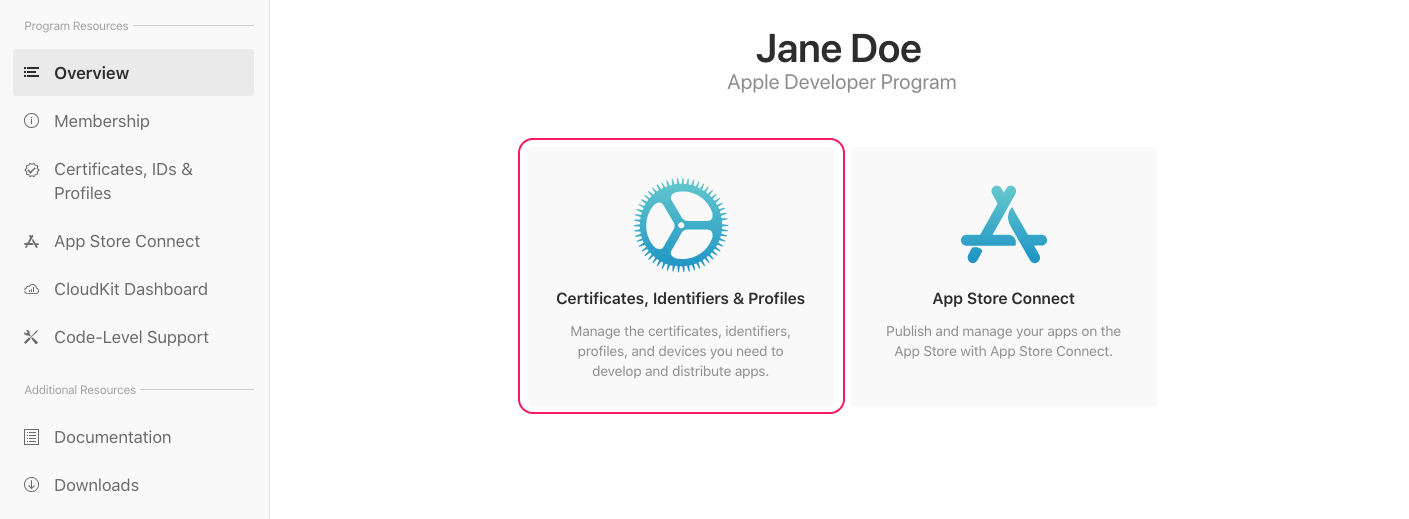 Program Resources
Overview
Membership
Certificates, IDs &
Profiles
App Store Connect
CloudKit Dashboard
Code-Level Support
Additional Resources
Documentation
Downloads
Jane Doe
Apple Developer Program
Certificates, Identifiers & Profiles
Manage the certificates, identifiers,
profiles, and devices you need to
develop and distribute apps.
App Store Connect
Publish and manage your apps on the
App Store with App Store Connect.